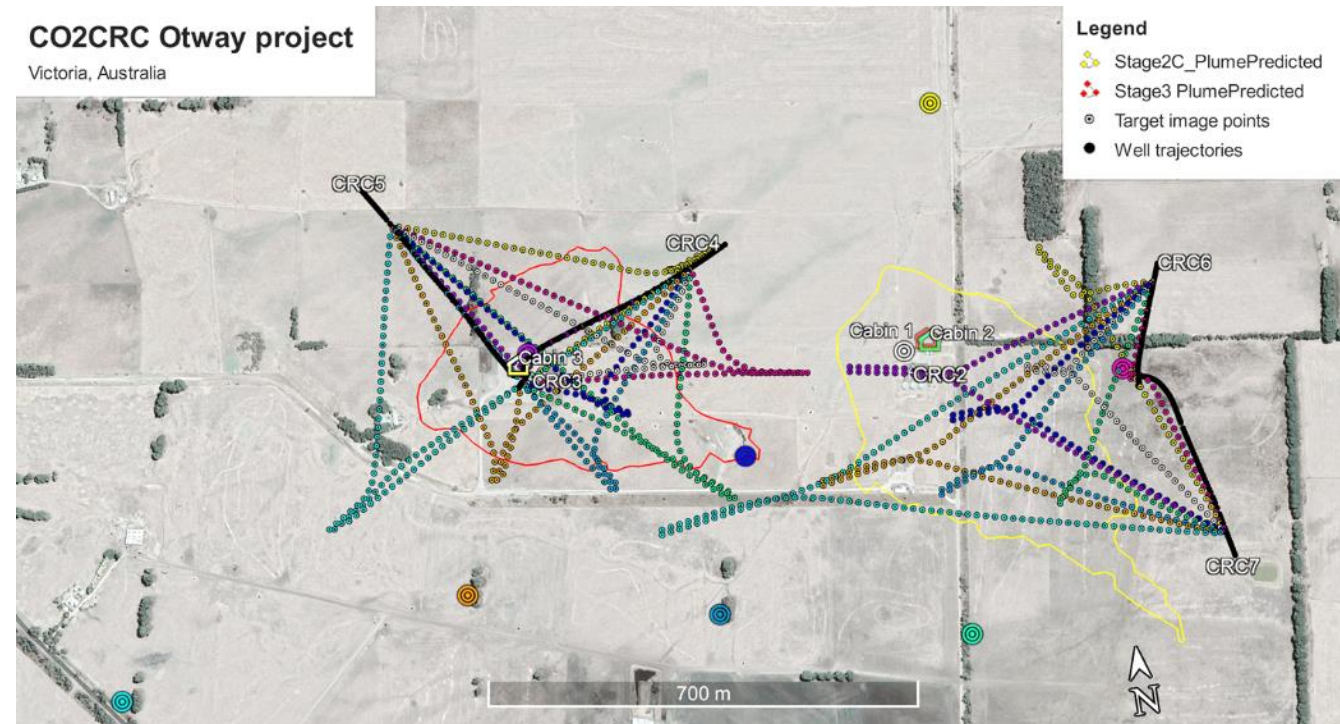 CO2CRC Otway project
Victoria, Australia
Legend
Stage2C_PlumePredicted
Stage3 PlumePredicted
Target image points
Well trajectories
CRC5
CRC4
CRC6
Cabin 1
Cabin 2
Cabin 3
CRC3
CRC2
CRC7
700 m
N